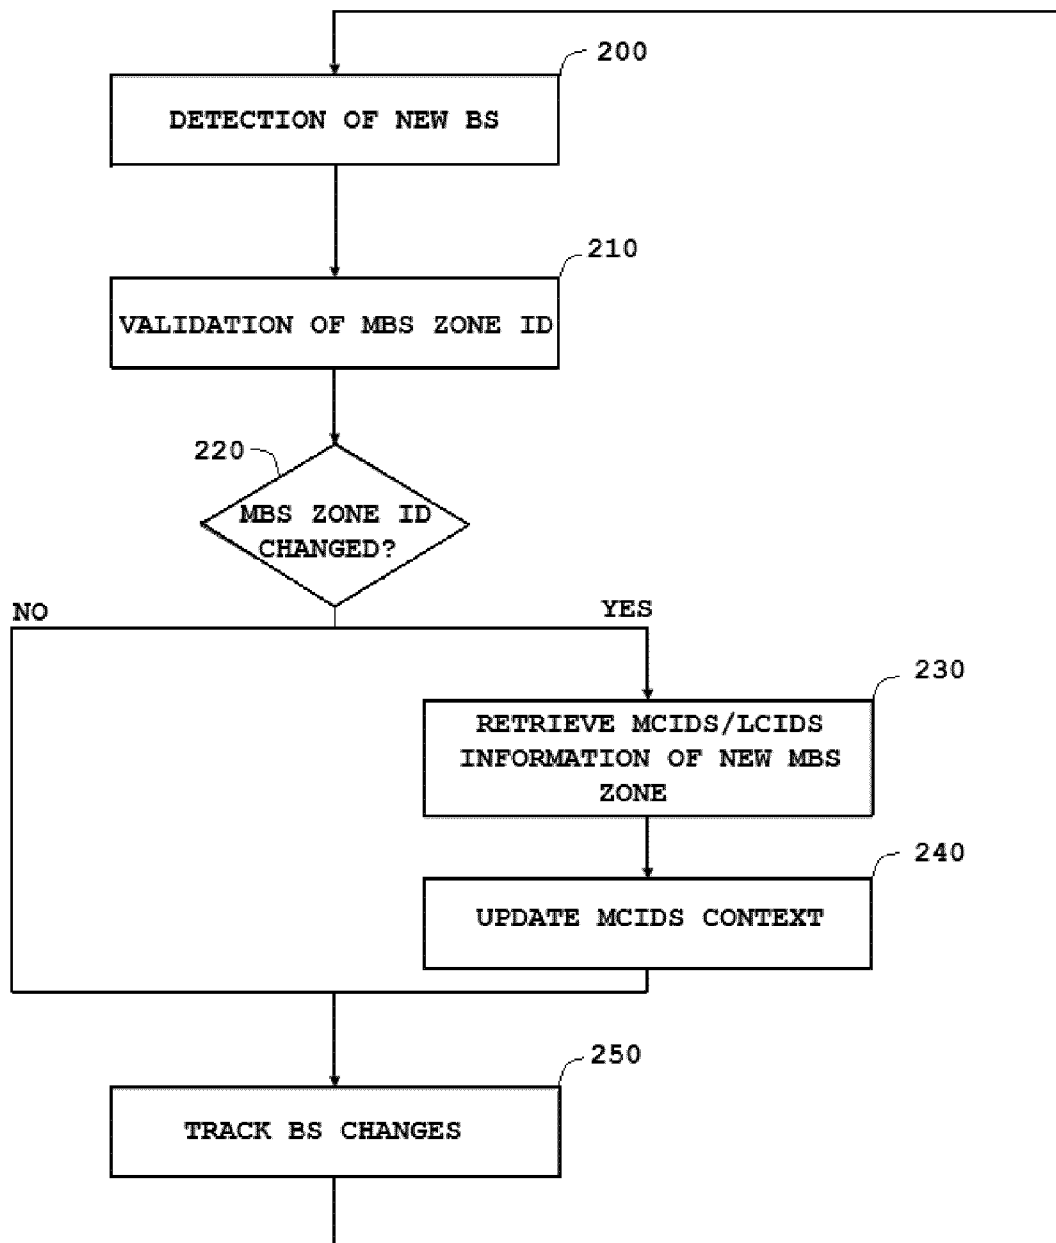 200
DETECTION OF NEW BS
210
VALIDATION OF MBS ZONE ID
220
MBS ZONE ID
CHANGED?
NO
YES
230
RETRIEVE MCIDS/LCIDS
INFORMATION OF NEW MBS
ZONE
240
UPDATE MCIDS CONTEXT
250
TRACK BS CHANGES